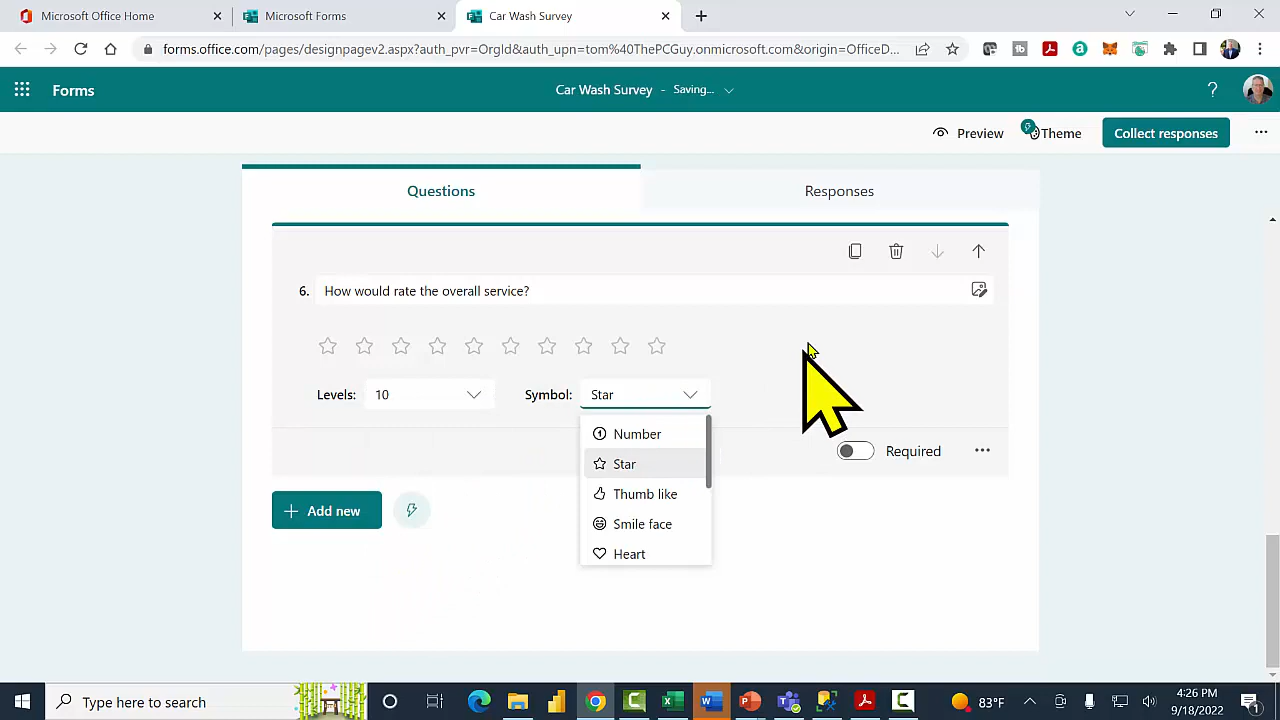 Microsoft Office Home
Microsoft Forms
Car Wash Survey
forms.office.com/pages/designpagev2.aspx?auth_pvr=OrgId&auth_upn=tom%40ThePCGuy.onmicrosoft.com&origin=OfficeD...
Forms
Car Wash Survey - Saving...
?
Preview
Theme
Collect responses
Questions
Responses
6. How would rate the overall service?
Levels: 10
Symbol: Star
Number
Star
Thumb like
Smile face
Heart
Required
Add new
Type here to search
83°F
4:26 PM
9/18/2022
1